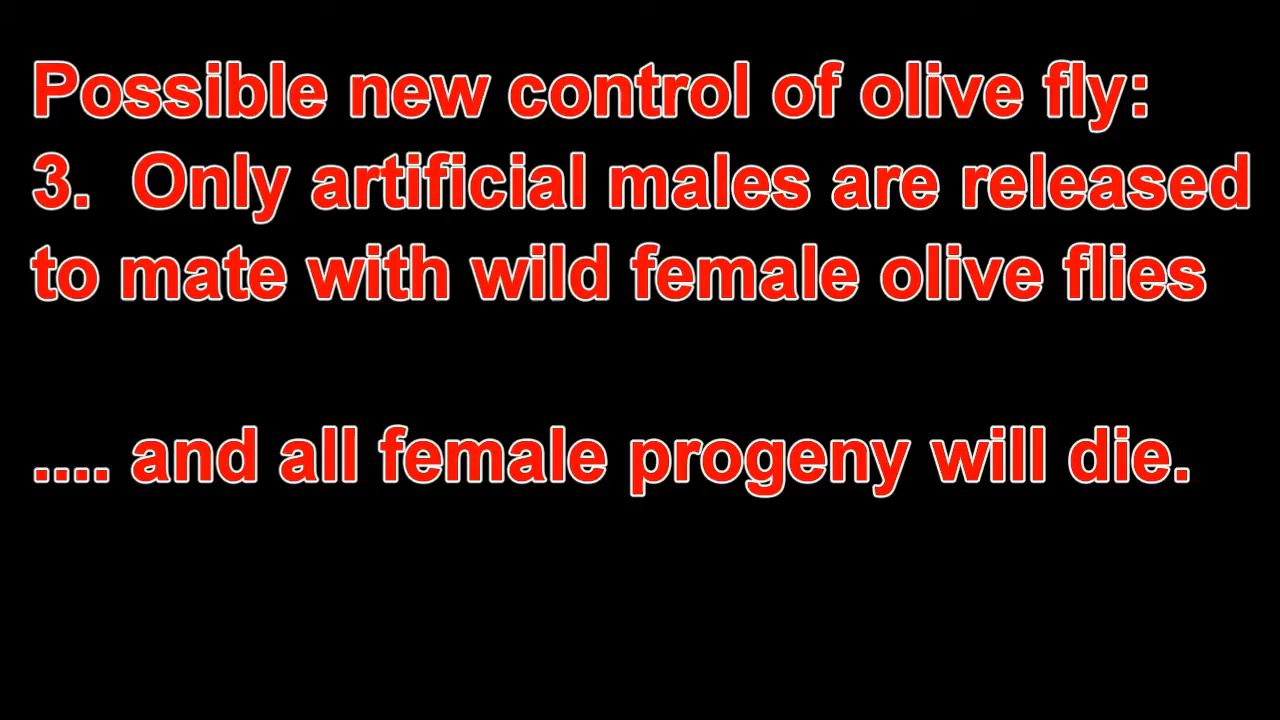 Possible new control of olive fly:
3.  Only artificial males are released
to mate with wild female olive flies
.... and all female progeny will die.